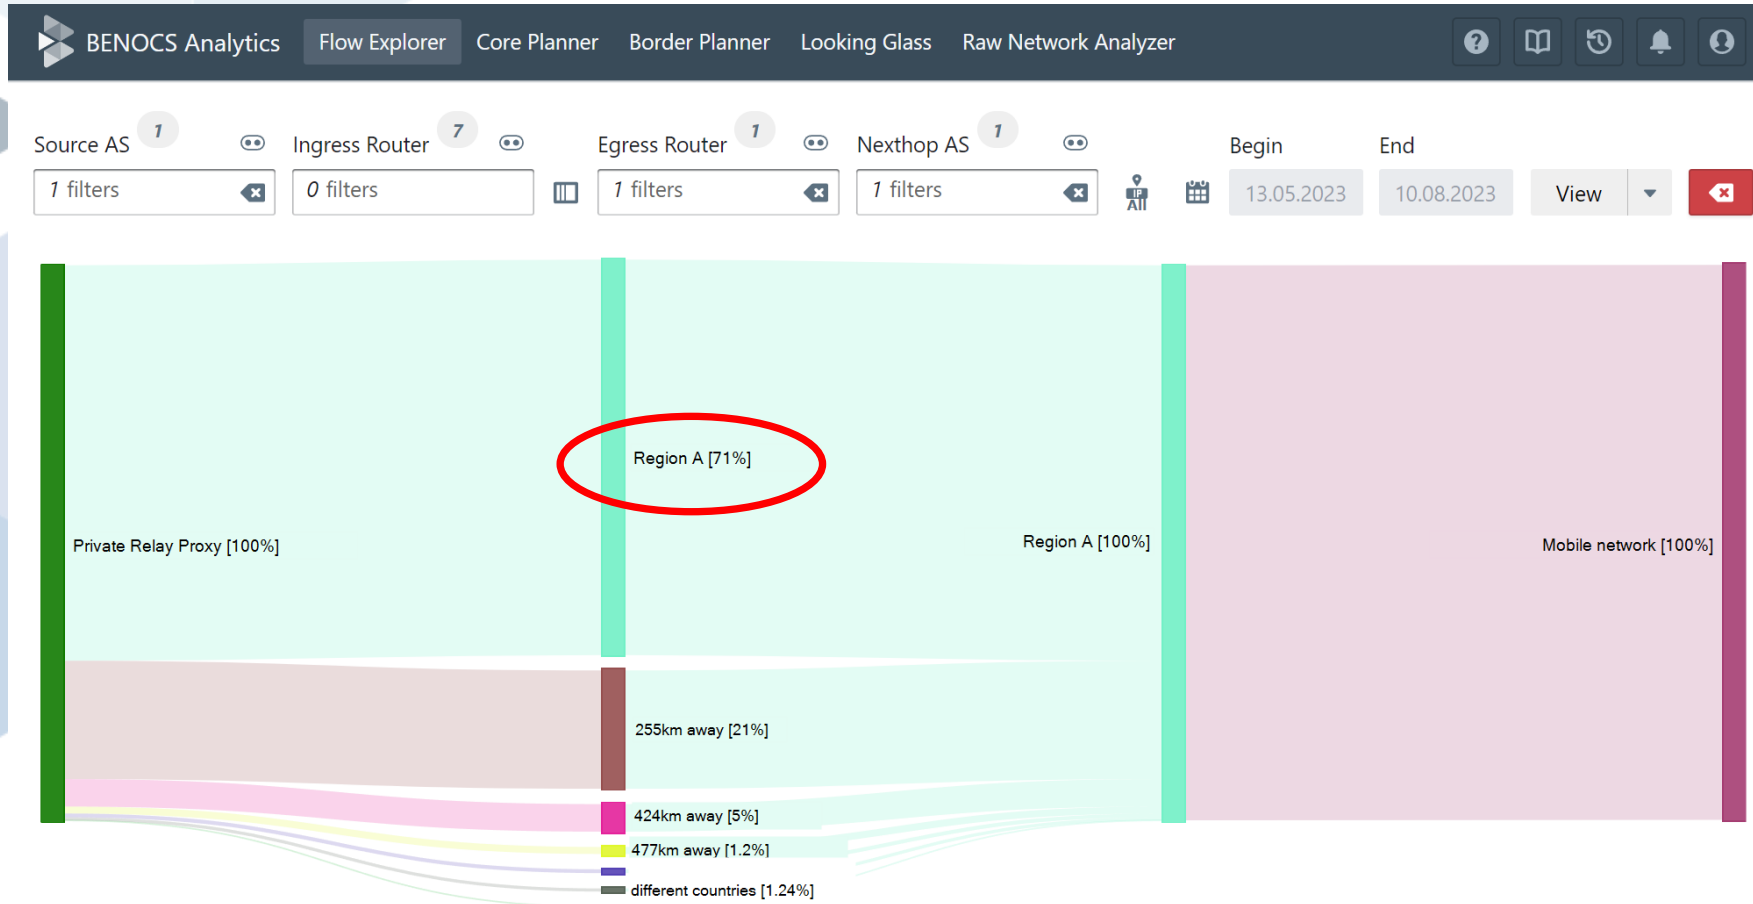 BENOCS Analytics Flow Explorer Core Planner Border Planner Looking Glass Raw Network Analyzer
Source AS 1 Ingress Router 7 Egress Router 1 Nexthop AS 1 Begin End
1 filters 0 filters 1 filters 1 filters IP All 13.05.2023 10.08.2023 View
Region A [71%]
Private Relay Proxy [100%] Region A [100%] Mobile network [100%]
255km away [21%]
424km away [5%]
477km away [1.2%]
different countries [1.24%]